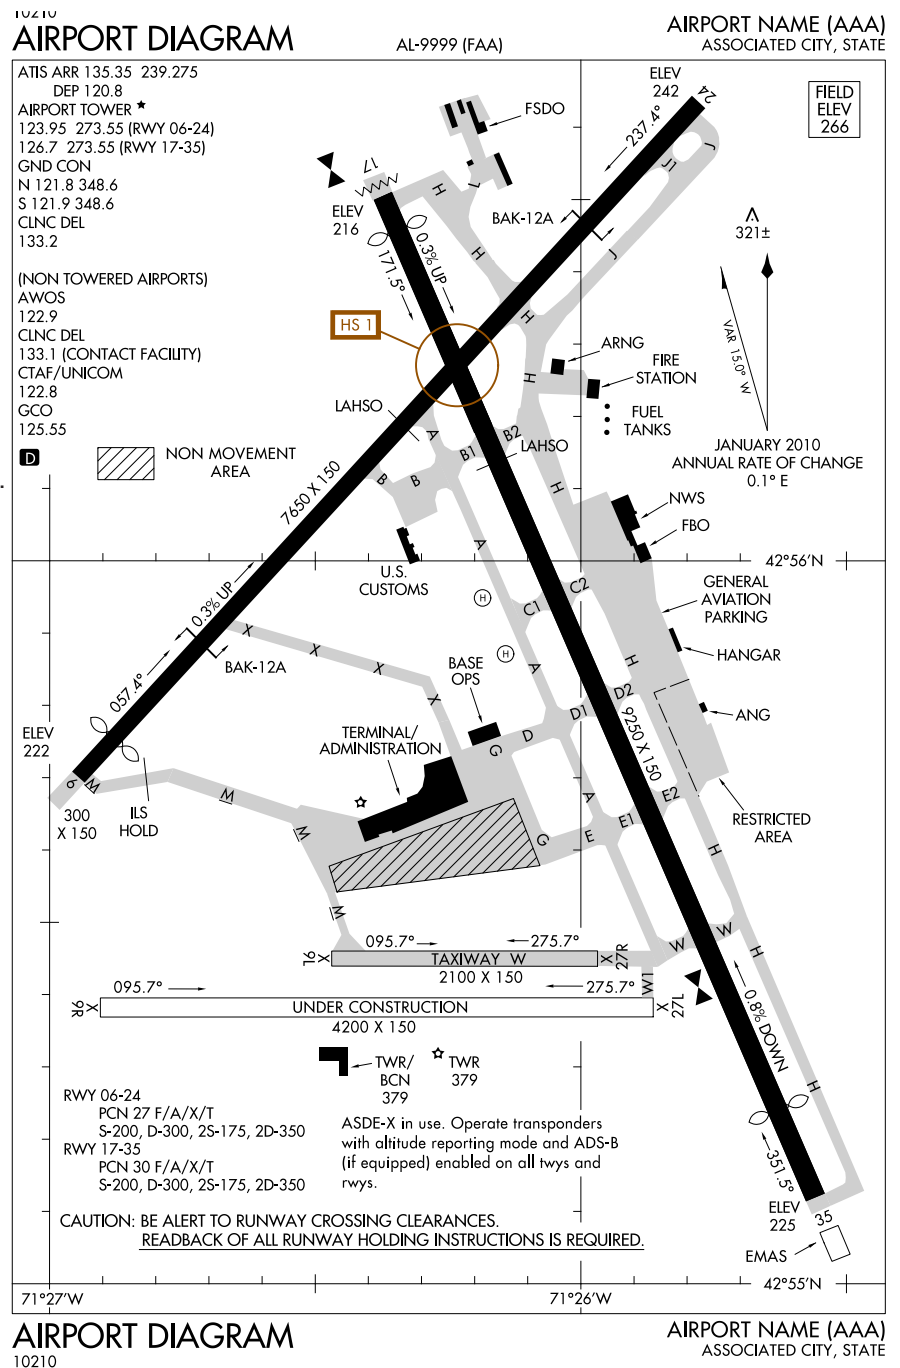 10210
AIRPORT DIAGRAM
AL-9999 (FAA)
AIRPORT NAME (AAA)
ASSOCIATED CITY, STATE
ATIS ARR 135.35 239.275
DEP 120.8
AIRPORT TOWER ★
123.95 273.55 (RWY 06-24)
126.7 273.55 (RWY 17-35)
GND CON
N 121.8 348.6
S 121.9 348.6
CLNC DEL
133.2
(NON TOWERED AIRPORTS)
AWOS
122.9
CLNC DEL
133.1 (CONTACT FACILITY)
CTAF/UNICOM
122.8
GCO
125.55
D
NON MOVEMENT
AREA
FIELD
ELEV
266
ELEV
242
24
237.4°
FSDO
J
J1
17
H
I
ELEV
216
BAK-12A
321±
0.3% UP
171.5°
H
J
HS 1
H
VAR 15.0° W
ARNG
FIRE
STATION
H
FUEL
TANKS
LAHSO
A
B1
B2
LAHSO
JANUARY 2010
ANNUAL RATE OF CHANGE
0.1° E
B
B
H
7650 X 150
NWS
FBO
A
U.S.
CUSTOMS
42°56'N
GENERAL
AVIATION
PARKING
H
C1
C2
0.3% UP
X
X
X
X
BAK-12A
H
A
H
HANGAR
057.4°
BASE
OPS
D2
D1
D
G
ANG
9250 X 150
ELEV
222
TERMINAL/
ADMINISTRATION
6
M
M
M
300
X 150
ILS
HOLD
A
E2
E1
E
G
RESTRICTED
AREA
H
M
W
W
H
9L
X
095.7°
275.7°
TAXIWAY W
X
27R
2100 X 150
W1
9R
X
095.7°
275.7°
UNDER CONSTRUCTION
X
27L
4200 X 150
0.8% DOWN
H
TWR/
BCN
379
TWR
379
RWY 06-24
PCN 27 F/A/X/T
S-200, D-300, 2S-175, 2D-350
RWY 17-35
PCN 30 F/A/X/T
S-200, D-300, 2S-175, 2D-350
ASDE-X in use. Operate transponders
with altitude reporting mode and ADS-B
(if equipped) enabled on all twys and
rwys.
351.5°
ELEV
225
35
EMAS
CAUTION: BE ALERT TO RUNWAY CROSSING CLEARANCES.
READBACK OF ALL RUNWAY HOLDING INSTRUCTIONS IS REQUIRED.
42°55'N
71°27'W
71°26'W
AIRPORT DIAGRAM
10210
AIRPORT NAME (AAA)
ASSOCIATED CITY, STATE